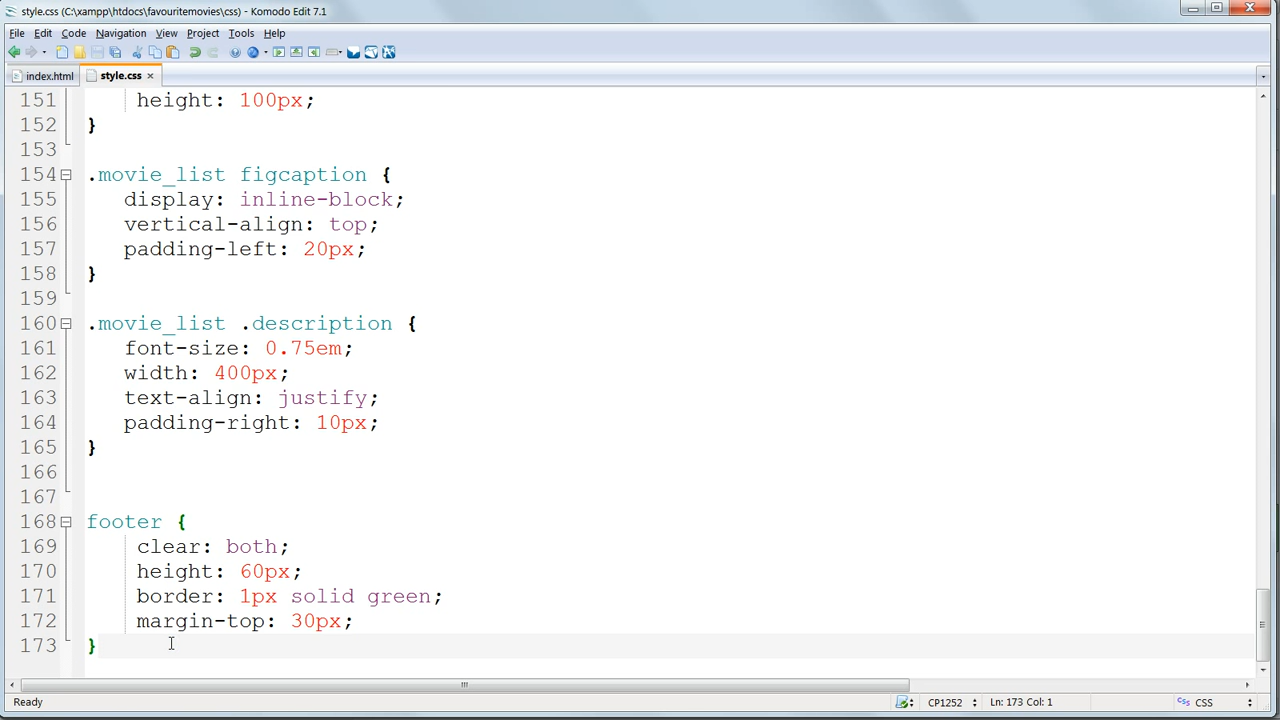 style.css (C:\xampp\htdocs\favouritemovies\css) - Komodo Edit 7.1
File Edit Code Navigation View Project Tools Help
index.html style.css
151 height: 100px;
152 }
153
154 .movie_list figcaption {
155 display: inline-block;
156 vertical-align: top;
157 padding-left: 20px;
158 }
159
160 .movie_list .description {
161 font-size: 0.75em;
162 width: 400px;
163 text-align: justify;
164 padding-right: 10px;
165 }
166
167
168 footer {
169 clear: both;
170 height: 60px;
171 border: 1px solid green;
172 margin-top: 30px;
173 }
Ready CP1252 Ln: 173 Col: 1 CSS CSS